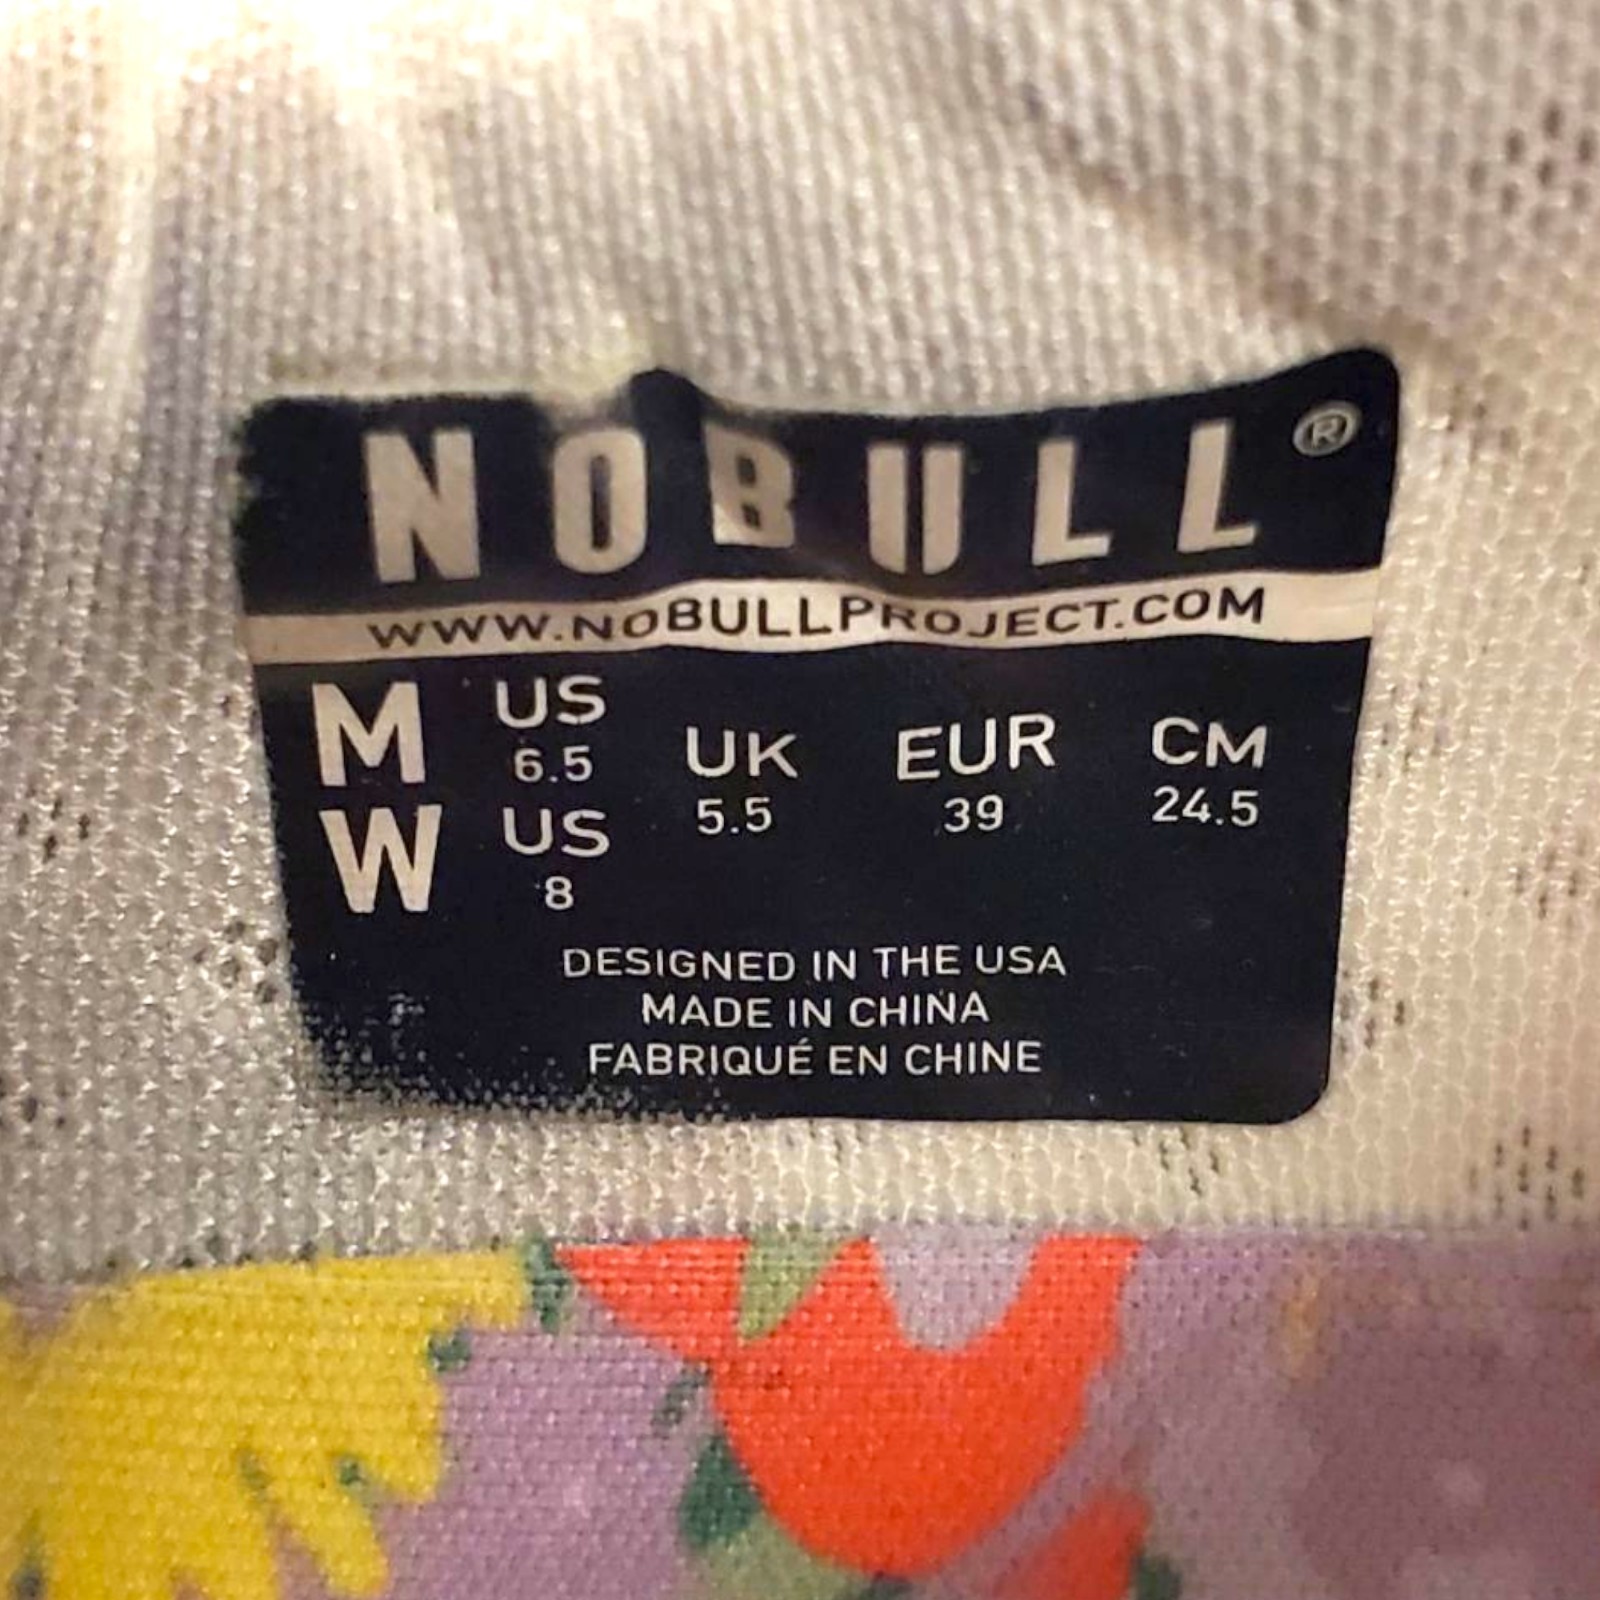 NOBULL®
WWW.NOBULLPROJECT.COM
M US 6.5 UK 5.5 EUR 39 CM 24.5
W US 8
DESIGNED IN THE USA
MADE IN CHINA
FABRIQUÉ EN CHINE